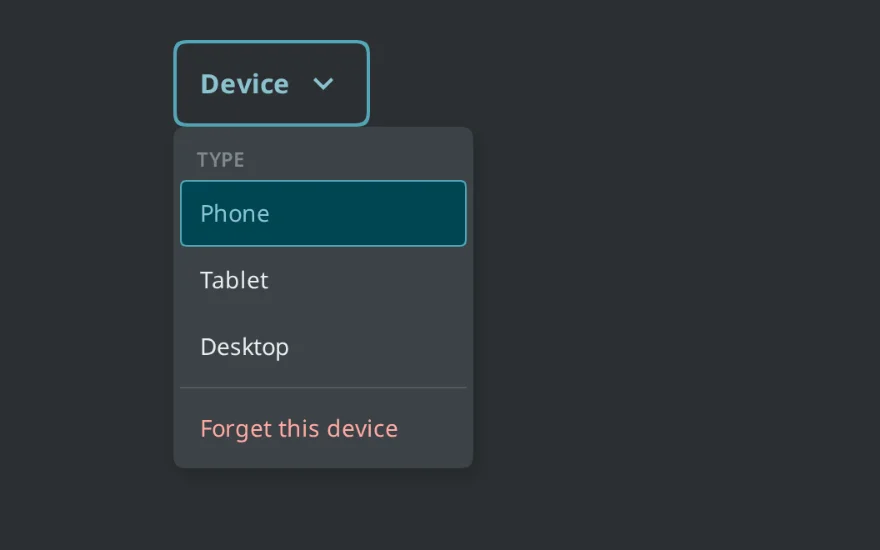 Device
TYPE
Phone
Tablet
Desktop
Forget this device